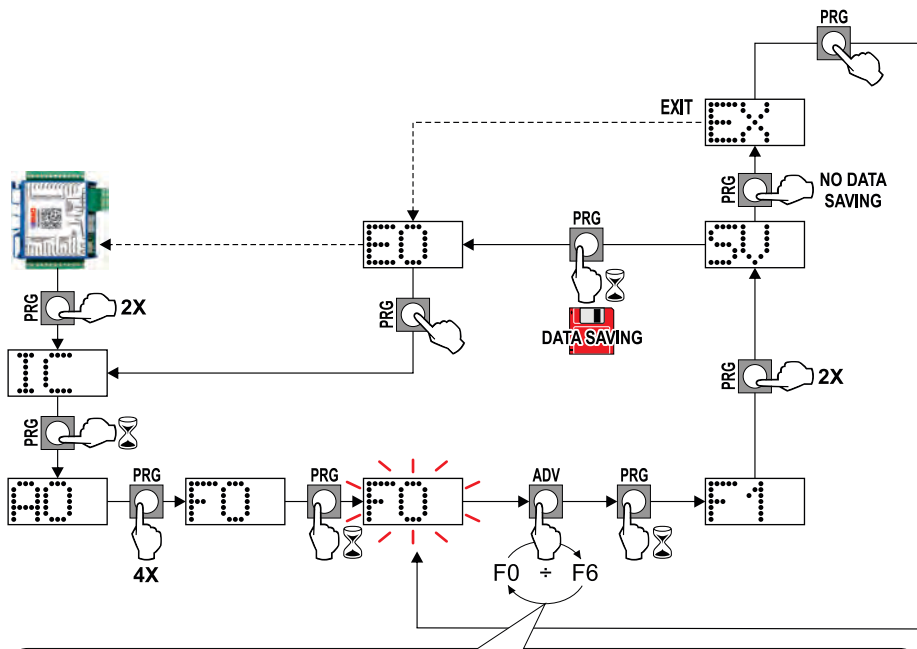 PRG
EXIT
EX
PRG
NO DATA
SAVING
PRG
E0
SV
PRG
2X
PRG
DATA SAVING
IC
PRG
2X
PRG
A0
PRG
4X
F0
PRG
F0
ADV
F0 ÷ F6
PRG
F1